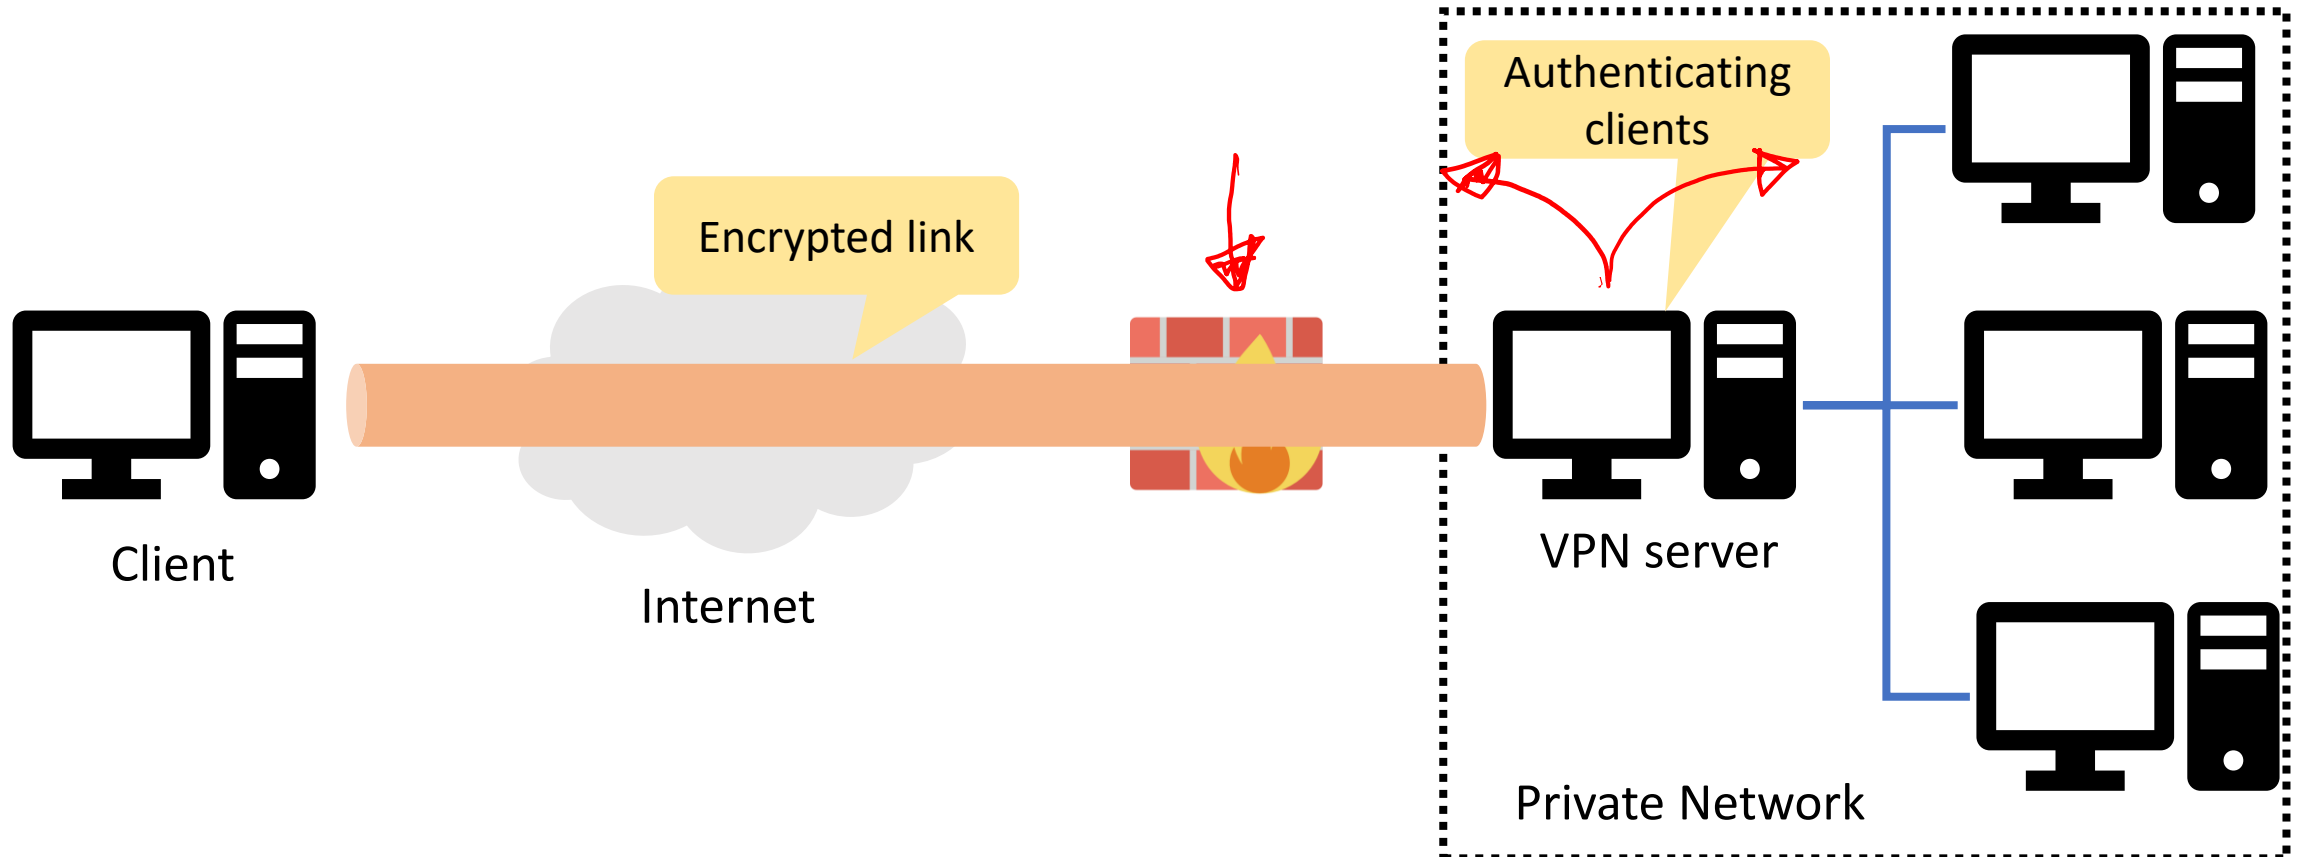 Authenticating
clients
Encrypted link
Client
Internet
VPN server
Private Network